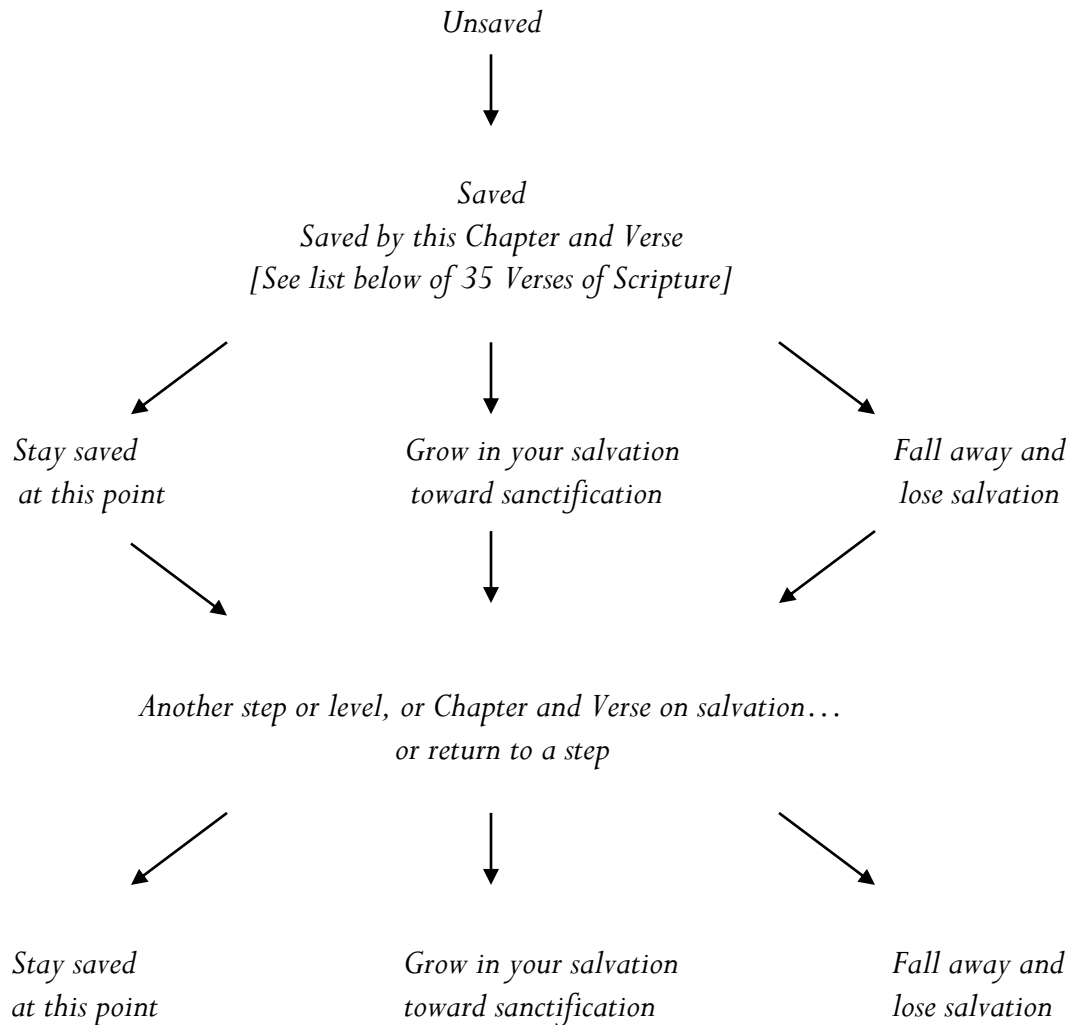 Unsaved
Saved
Saved by this Chapter and Verse
[See list below of 35 Verses of Scripture]
Stay saved
at this point
Grow in your salvation
toward sanctification
Fall away and
lose salvation
Another step or level, or Chapter and Verse on salvation…
or return to a step
Stay saved
at this point
Grow in your salvation
toward sanctification
Fall away and
lose salvation